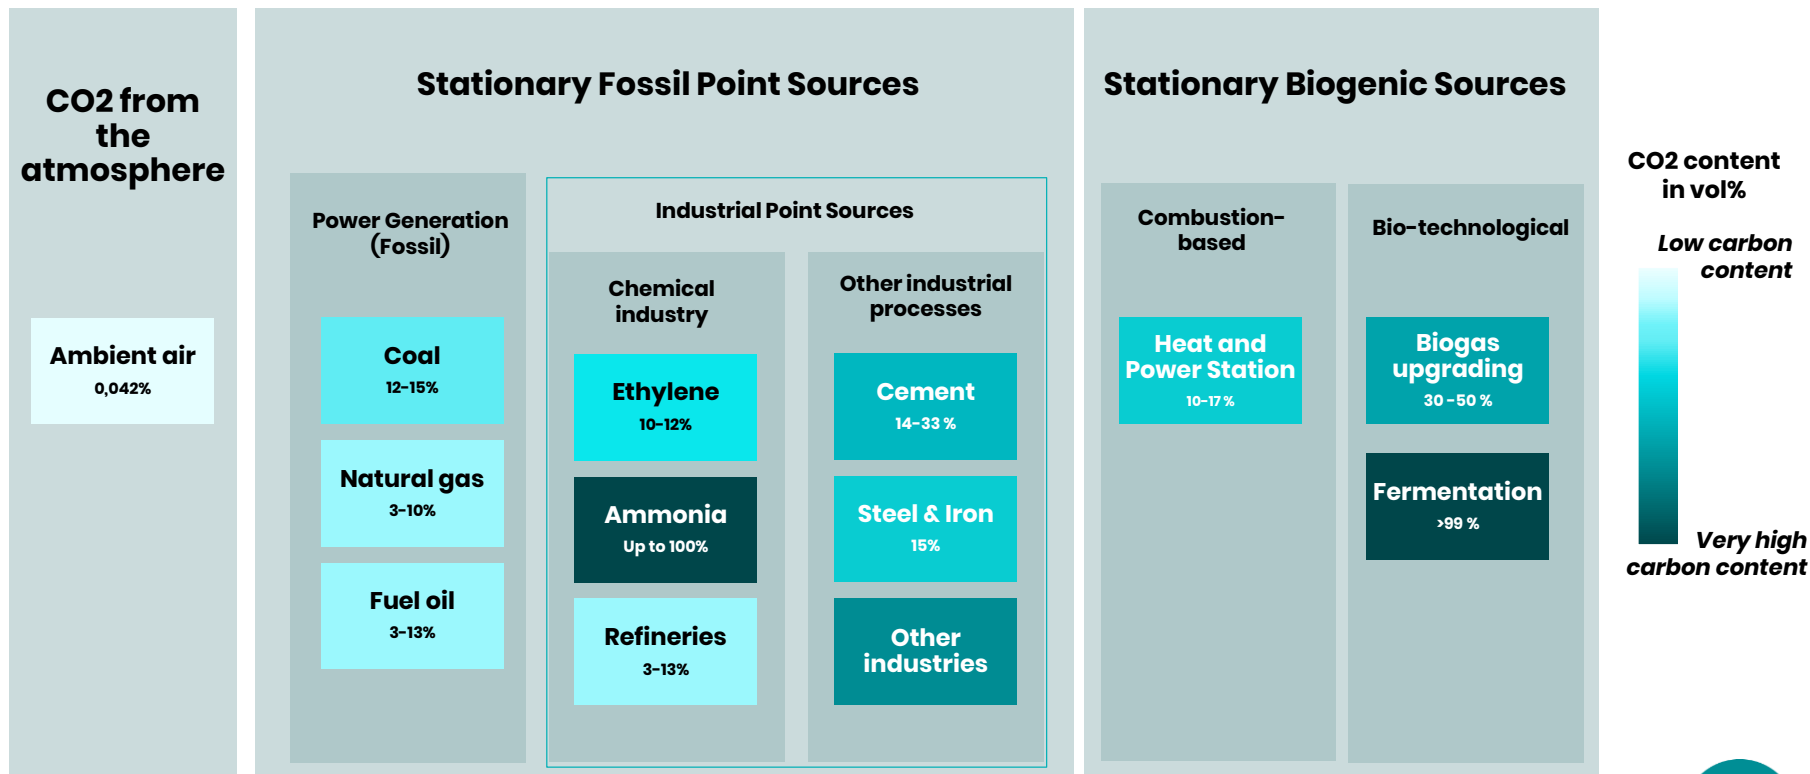 CO2 from
the
atmosphere
Ambient air
0,042%
Stationary Fossil Point Sources
Power Generation
(Fossil)
Coal
12-15%
Natural gas
3-10%
Fuel oil
3-13%
Industrial Point Sources
Chemical
industry
Ethylene
10-12%
Ammonia
Up to 100%
Refineries
3-13%
Other industrial
processes
Cement
14-33 %
Steel & Iron
15%
Other
industries
Stationary Biogenic Sources
Combustion-
based
Heat and
Power Station
10-17 %
Bio-technological
Biogas
upgrading
30 -50 %
Fermentation
>99 %
CO2 content
in vol%
Low carbon
content
Very high
carbon content